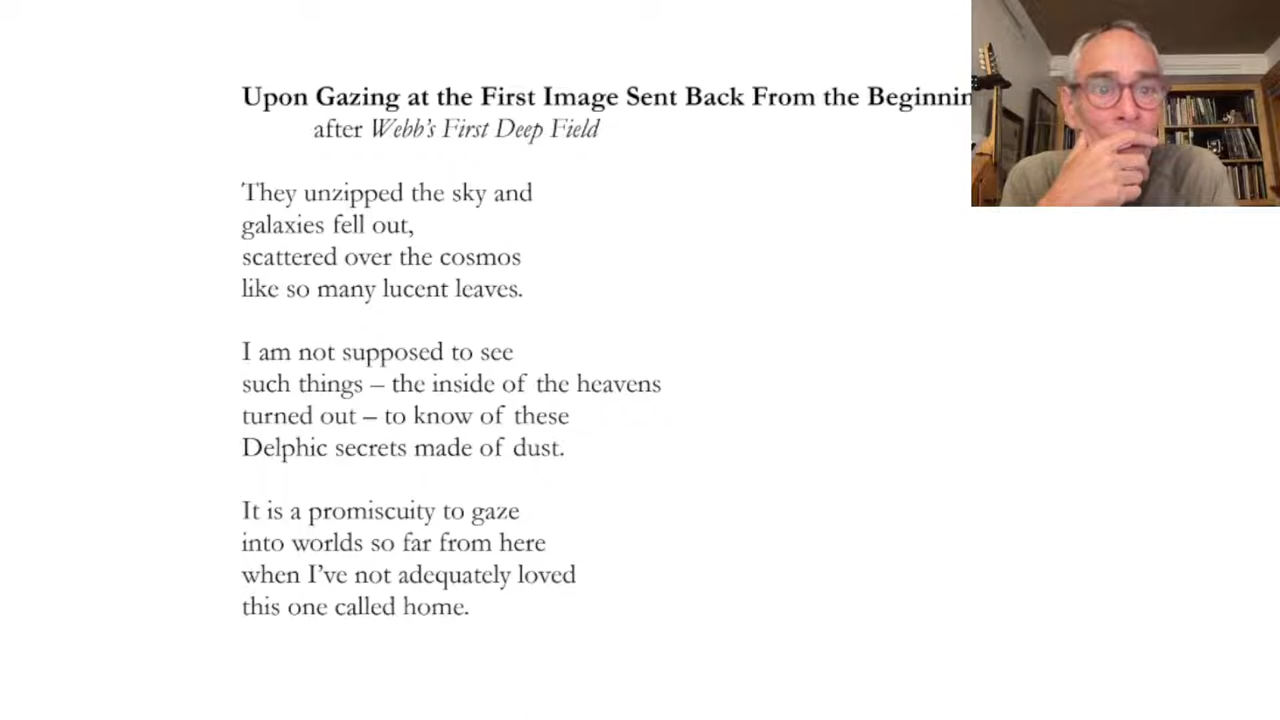 Upon Gazing at the First Image Sent Back From the
after Webb's First Deep Field
They unzipped the sky and
galaxies fell out,
scattered over the cosmos
like so many lucent leaves.
I am not supposed to see
such things – the inside of the heavens
turned out – to know of these
Delphic secrets made of dust.
It is a promiscuity to gaze
into worlds so far from here
when I've not adequately loved
this one called home.